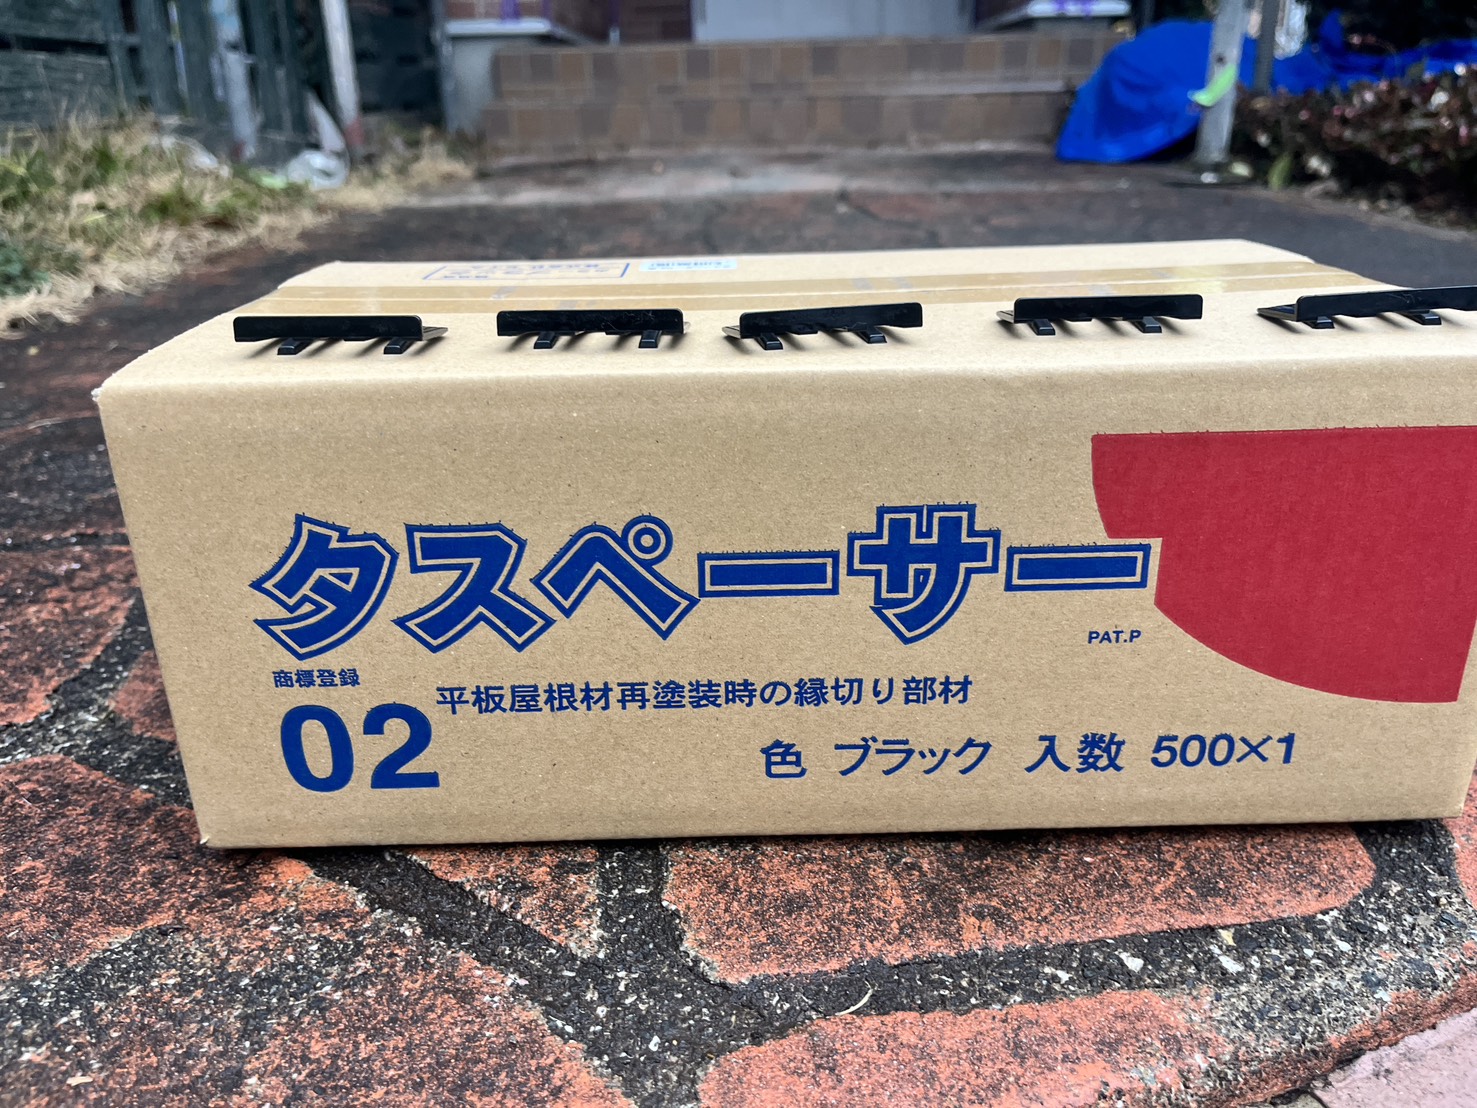 タスペーサー
PAT.P
商標登録
02 平板屋根材再塗装時の縁切り部材
色 ブラック 入数 500×1